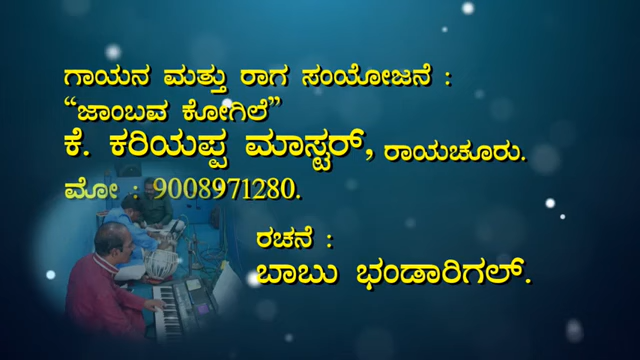 ಗಾಯನ ಮತ್ತು ರಾಗ ಸಂಯೋಜನೆ :
“ಜಾಂಬವ ಕೋಗಿಲೆ”
ಕೆ. ಕರಿಯಪ್ಪ ಮಾಸ್ಟರ್, ರಾಯಚೂರು.
ಮೋ : 9008971280.
ರಚನೆ :
ಬಾಬು ಭಂಡಾರಿಗಲ್.